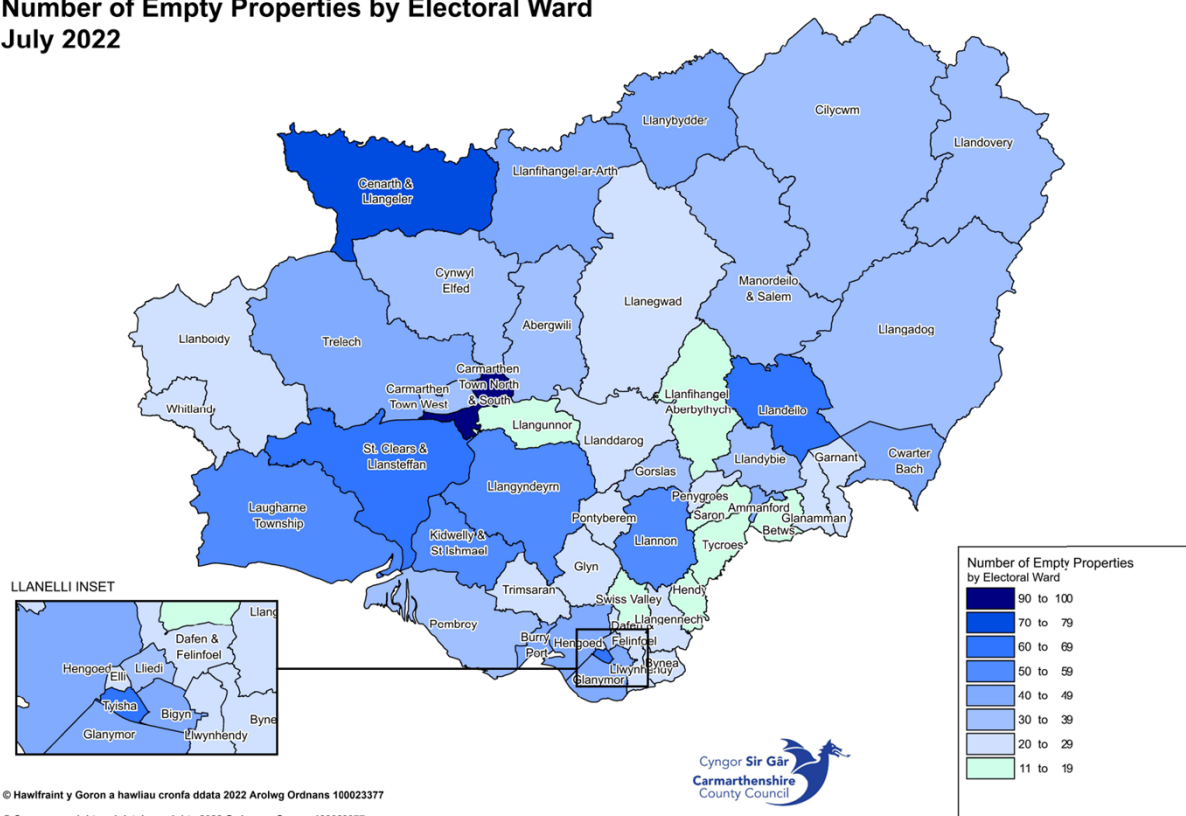 Number of Empty Properties by Electoral Ward
July 2022
Llanybydder
Cilycwm
Llandovery
Llanfihangel-ar-Arth
Cenarth &
Llangeler
Cynwyl
Elfed
Manordeilo
& Salem
Llanegwad
Abergwili
Llangadog
Llanboidy
Trelech
Carmarthen
Town North
& South
Carmarthen
Town West
Whitland
Llanfihangel
Aberbythych
Llandeilo
Llangunnor
Llanddarog
St. Clears &
Llansteffan
Llandybie
Garnant
Cwarter
Bach
Gorslas
Llangyndeyrn
Penygroes
Laugharne
Township
Ammanford
Saron
Pontyberem
Glanamman
Betws
Kidwelly &
St Ishmael
Llannon
Tycroes
Glyn
Trimsaran
Hendy
Swiss Valley
Llangennech
Pembroy
Dafen &
Felinfoel
Burry
Port
Hengoed
Bynea
Llwynhendy
Glanymor
LLANELLI INSET
Llang
Dafen &
Felinfoel
Hengoed
Lliedi
Elli
Tyisha
Bigyn
Byne
Glanymor
Llwynhendy
Number of Empty Properties
by Electoral Ward
90 to 100
70 to 79
60 to 69
50 to 59
40 to 49
30 to 39
20 to 29
11 to 19
Cyngor Sir Gâr
Carmarthenshire
County Council
© Hawlfraint y Goron a hawliau cronfa ddata 2022 Arolwg Ordnans 100023377